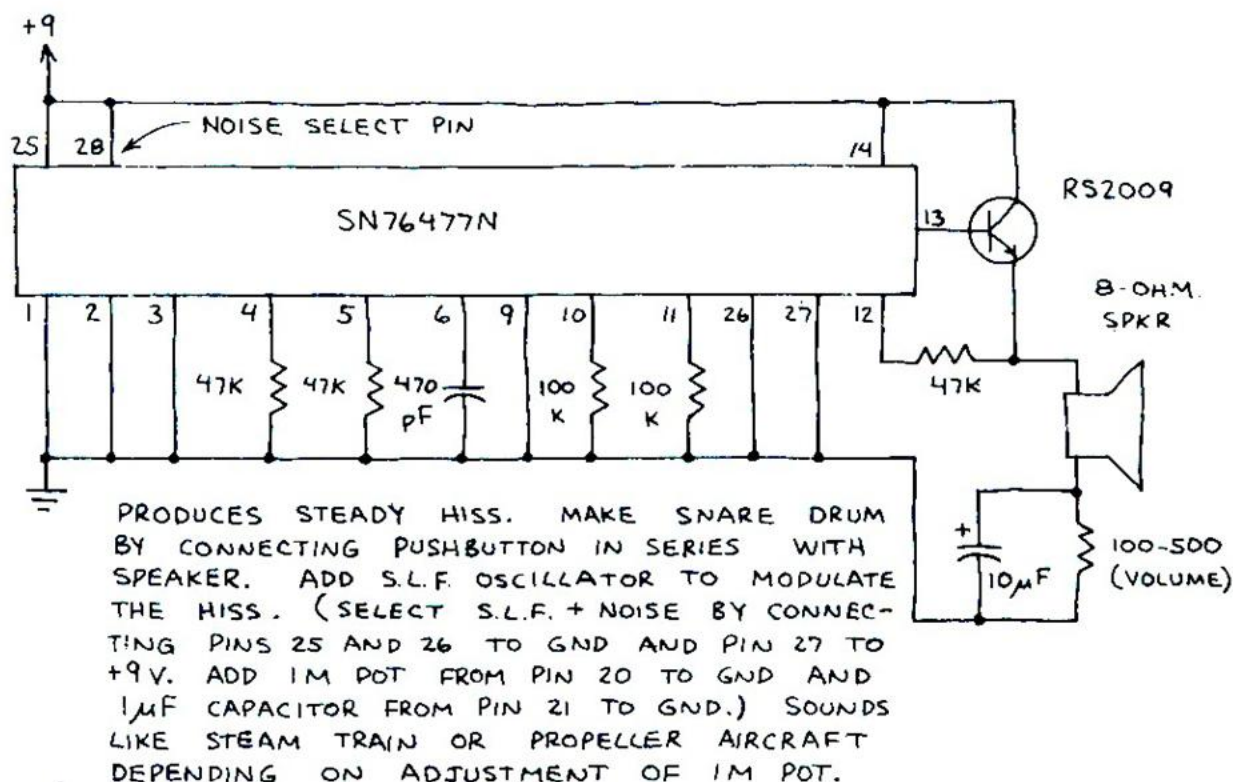 +9
NOISE SELECT PIN
25 28 14
SN76477N
13
RS2009
1 2 3 4 5 6 9 10 11 26 27 12
8-OHM.
SPKR
47K 47K 470
pF 100
K 100
K 47K
PRODUCES STEADY HISS. MAKE SNARE DRUM
BY CONNECTING PUSHBUTTON IN SERIES WITH
SPEAKER. ADD S.L.F. OSCILLATOR TO MODULATE
THE HISS. (SELECT S.L.F. + NOISE BY CONNEC-
TING PINS 25 AND 26 TO GND AND PIN 27 TO
+9V. ADD 1M POT FROM PIN 20 TO GND AND
1µF CAPACITOR FROM PIN 21 TO GND.) SOUNDS
LIKE STEAM TRAIN OR PROPELLER AIRCRAFT
DEPENDING ON ADJUSTMENT OF 1M POT.
+
10µF
100-500
(VOLUME)